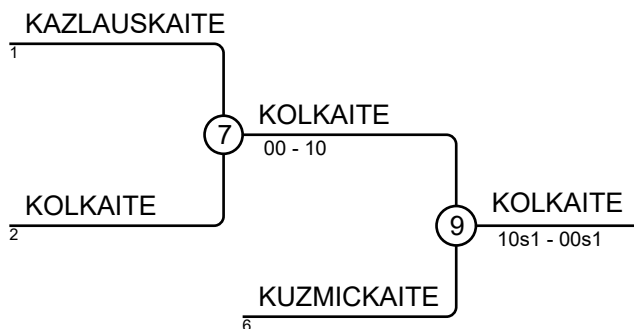 KAZLAUSKAITE
1
7
KOLKAITE
00 - 10
KOLKAITE
2
9
KOLKAITE
10s1 - 00s1
KUZMICKAITE
6